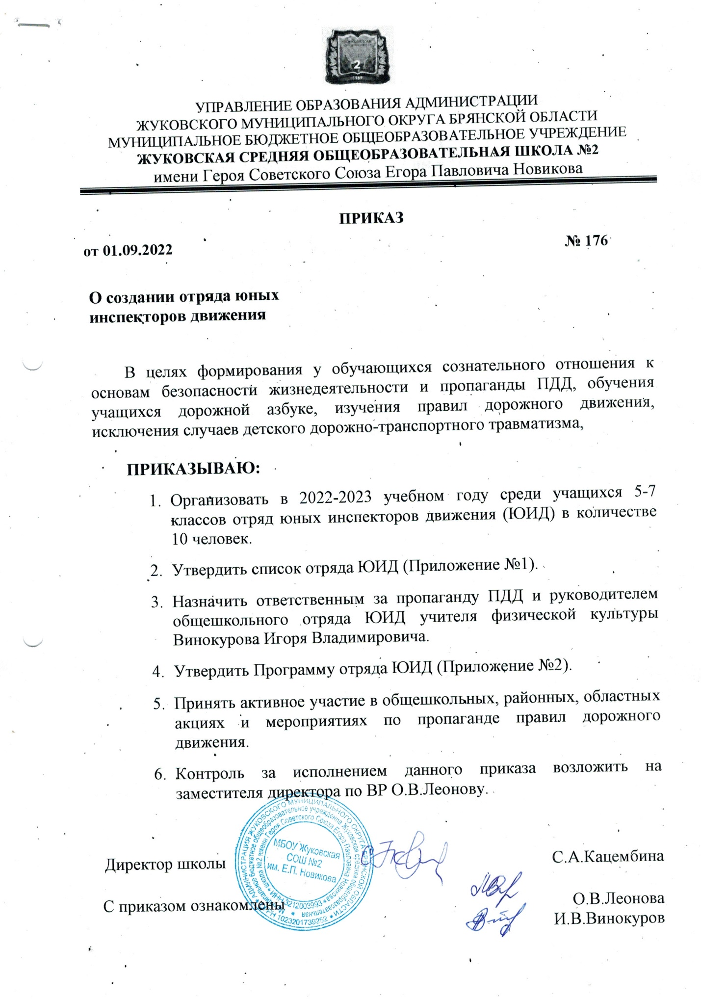 ЖУКОВСКАЯ
2
1969
УПРАВЛЕНИЕ ОБРАЗОВАНИЯ АДМИНИСТРАЦИИ
ЖУКОВСКОГО МУНИЦИПАЛЬНОГО ОКРУГА БРЯНСКОЙ ОБЛАСТИ
МУНИЦИПАЛЬНОЕ БЮДЖЕТНОЕ ОБЩЕОБРАЗОВАТЕЛЬНОЕ УЧРЕЖДЕНИЕ
ЖУКОВСКАЯ СРЕДНЯЯ ОБЩЕОБРАЗОВАТЕЛЬНАЯ ШКОЛА №2
имени Героя Советского Союза Егора Павловича Новикова
ПРИКАЗ
от 01.09.2022 № 176
О создании отряда юных
инспекторов движения
В целях формирования у обучающихся сознательного отношения к
основам безопасности жизнедеятельности и пропаганды ПДД, обучения
учащихся дорожной азбуке, изучения правил дорожного движения,
исключения случаев детского дорожно-транспортного травматизма,
ПРИКАЗЫВАЮ:
1. Организовать в 2022-2023 учебном году среди учащихся 5-7
классов отряд юных инспекторов движения (ЮИД) в количестве
10 человек.
2. Утвердить список отряда ЮИД (Приложение №1).
3. Назначить ответственным за пропаганду ПДД и руководителем
общешкольного отряда ЮИД учителя физической культуры
Винокурова Игоря Владимировича.
4. Утвердить Программу отряда ЮИД (Приложение №2).
5. Принять активное участие в общешкольных, районных, областных
акциях и мероприятиях по пропаганде правил дорожного
движения.
6. Контроль за исполнением данного приказа возложить на
заместителя директора по ВР О.В.Леонову.
АДМИНИСТРАЦИЯ ЖУКОВСКОГО МУНИЦИПАЛЬНОГО ОКРУГА БРЯНСКОЙ ОБЛАСТИ * ОГРН 1023201739252 *
Муниципальное бюджетное общеобразовательное учреждение Жуковская средняя общеобразовательная *
школа №2 имени Героя Советского Союза Егора Павловича Новикова * ИНН 3212003993 *
МБОУ Жуковская
СОШ №2
им. Е.П. Новикова
Директор школы С.А.Кацембина
С приказом ознакомлены О.В.Леонова
И.В.Винокуров